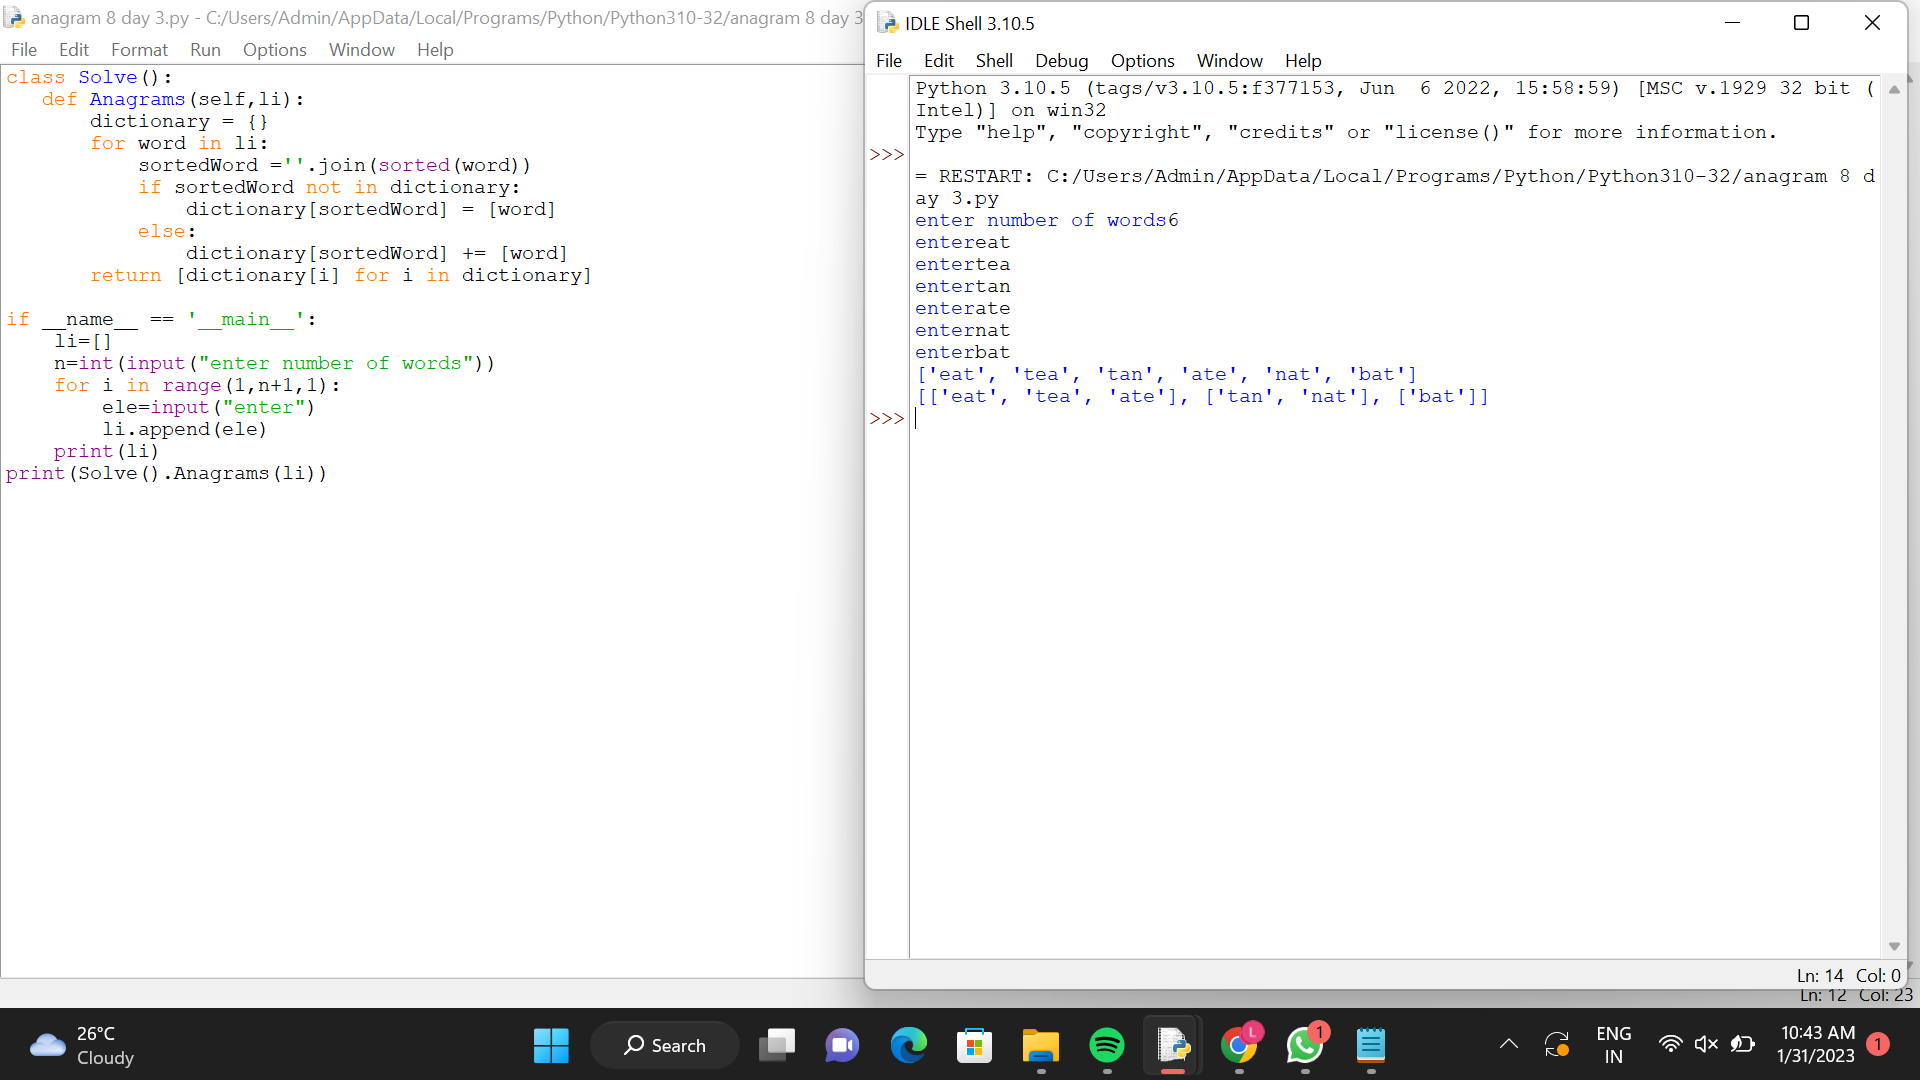 anagram 8 day 3.py - C:/Users/Admin/AppData/Local/Programs/Python/Python310-32/anagram 8 day 3
File Edit Format Run Options Window Help
class Solve():
   def Anagrams(self,li):
       dictionary = {}
       for word in li:
           sortedWord =''.join(sorted(word))
           if sortedWord not in dictionary:
               dictionary[sortedWord] = [word]
           else:
               dictionary[sortedWord] += [word]
       return [dictionary[i] for i in dictionary]
if __name__ == '__main__':
    li=[]
    n=int(input("enter number of words"))
    for i in range(1,n+1,1):
        ele=input("enter")
        li.append(ele)
    print(li)
print(Solve().Anagrams(li))
IDLE Shell 3.10.5
File Edit Shell Debug Options Window Help
Python 3.10.5 (tags/v3.10.5:f377153, Jun  6 2022, 15:58:59) [MSC v.1929 32 bit (
Intel)] on win32
Type "help", "copyright", "credits" or "license()" for more information.
>>>
= RESTART: C:/Users/Admin/AppData/Local/Programs/Python/Python310-32/anagram 8 d
ay 3.py
enter number of words6
entereat
entertea
entertan
enterate
enternat
enterbat
['eat', 'tea', 'tan', 'ate', 'nat', 'bat']
[['eat', 'tea', 'ate'], ['tan', 'nat'], ['bat']]
>>>
Ln: 14 Col: 0
Ln: 12 Col: 23
26°C
Cloudy
Search
L
1
ENG
IN
10:43 AM
1/31/2023
1